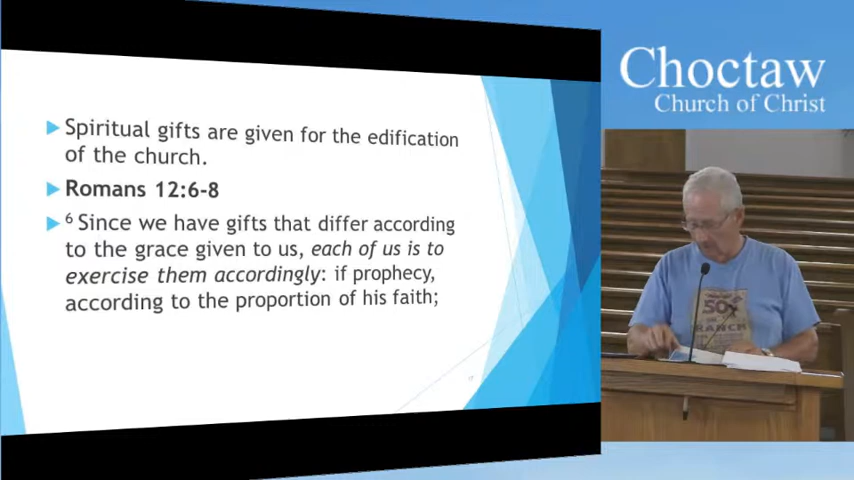 Spiritual gifts are given for the edification
of the church.
Romans 12:6-8
6 Since we have gifts that differ according
to the grace given to us, each of us is to
exercise them accordingly: if prophecy,
according to the proportion of his faith;
Choctaw
Church of Christ
50
RANCH